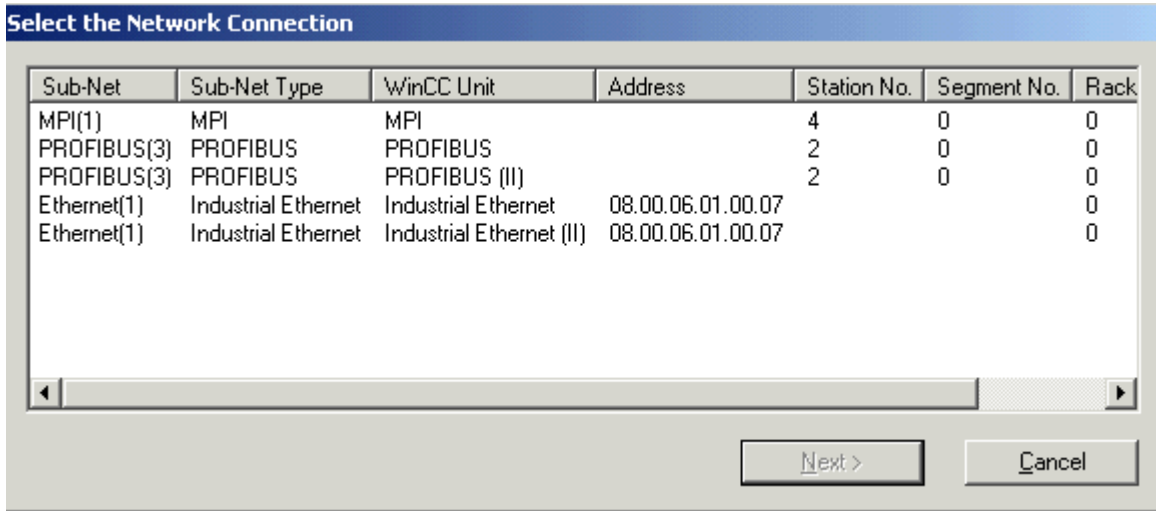 Select the Network Connection
Sub-Net Sub-Net Type WinCC Unit Address Station No. Segment No. Rack
MPI(1) MPI MPI 4 0 0
PROFIBUS(3) PROFIBUS PROFIBUS 2 0 0
PROFIBUS(3) PROFIBUS PROFIBUS (II) 2 0 0
Ethernet(1) Industrial Ethernet Industrial Ethernet 08.00.06.01.00.07 0
Ethernet(1) Industrial Ethernet Industrial Ethernet (II) 08.00.06.01.00.07 0
Next > Cancel